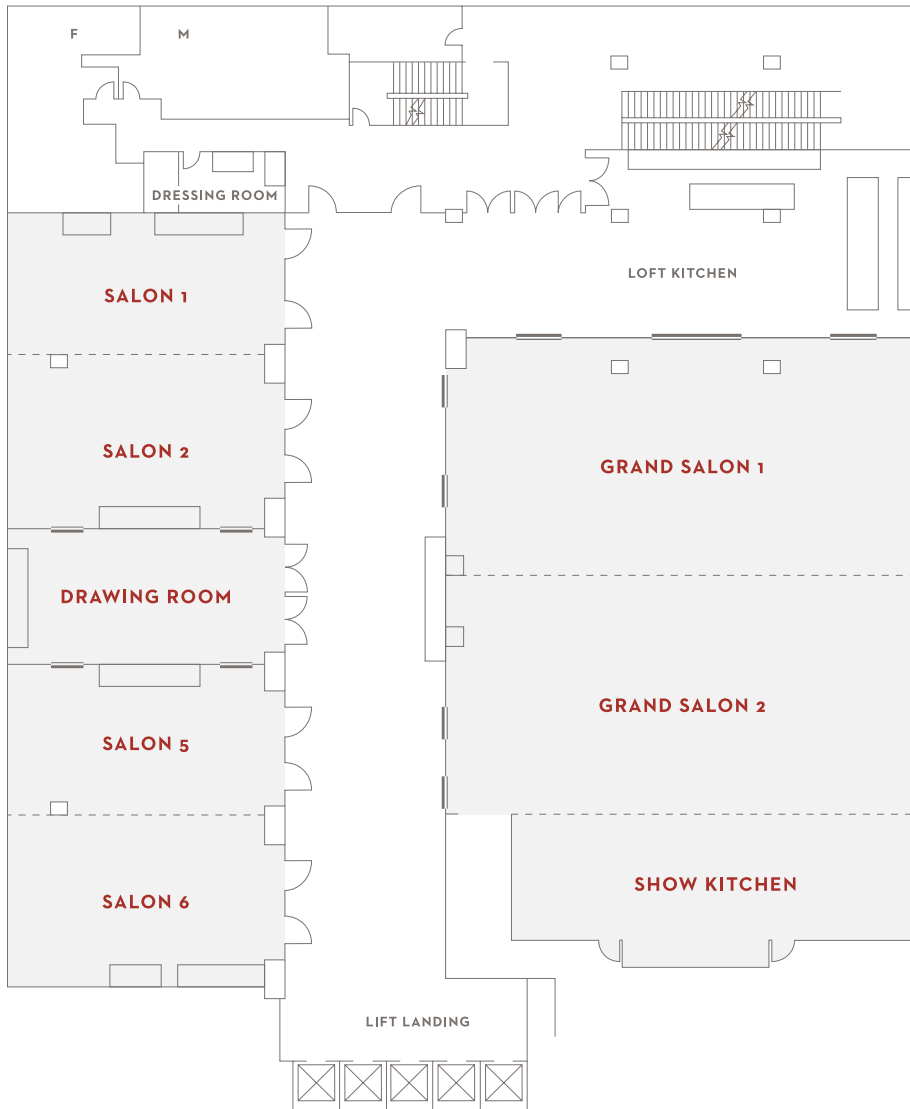 F
M
DRESSING ROOM
SALON 1
LOFT KITCHEN
SALON 2
GRAND SALON 1
DRAWING ROOM
GRAND SALON 2
SALON 5
SHOW KITCHEN
SALON 6
LIFT LANDING